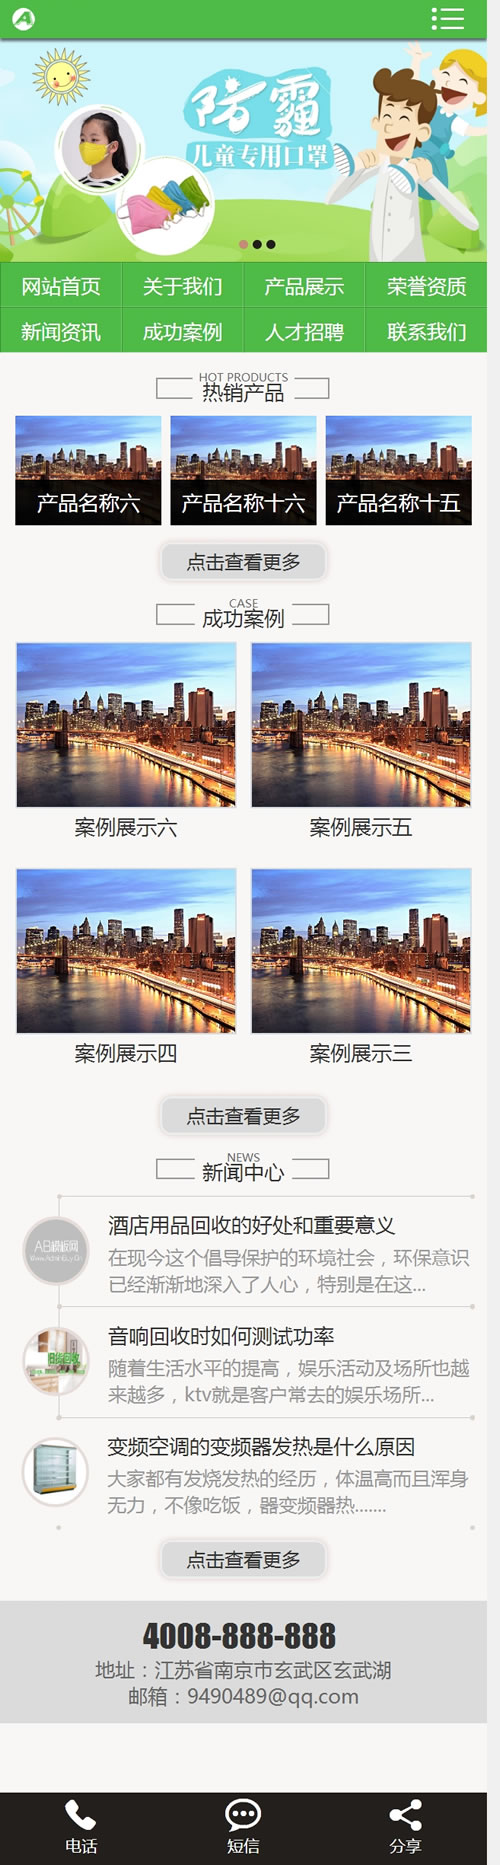 防霾
儿童专用口罩
网站首页 关于我们 产品展示 荣誉资质
新闻资讯 成功案例 人才招聘 联系我们
HOT PRODUCTS
热销产品
产品名称六 产品名称十六 产品名称十五
点击查看更多
CASE
成功案例
案例展示六 案例展示五
案例展示四 案例展示三
点击查看更多
NEWS
新闻中心
酒店用品回收的好处和重要意义
在现今这个倡导保护的环境社会，环保意识
已经渐渐地深入了人心，特别是在这...
音响回收时如何测试功率
随着生活水平的提高，娱乐活动及场所也越
来越多，ktv就是客户常去的娱乐场所...
变频空调的变频器发热是什么原因
大家都有发烧发热的经历，体温高而且浑身
无力，不像吃饭，器变频器热.......
点击查看更多
4008-888-888
地址：江苏省南京市玄武区玄武湖
邮箱：9490489@qq.com
电话 短信 分享